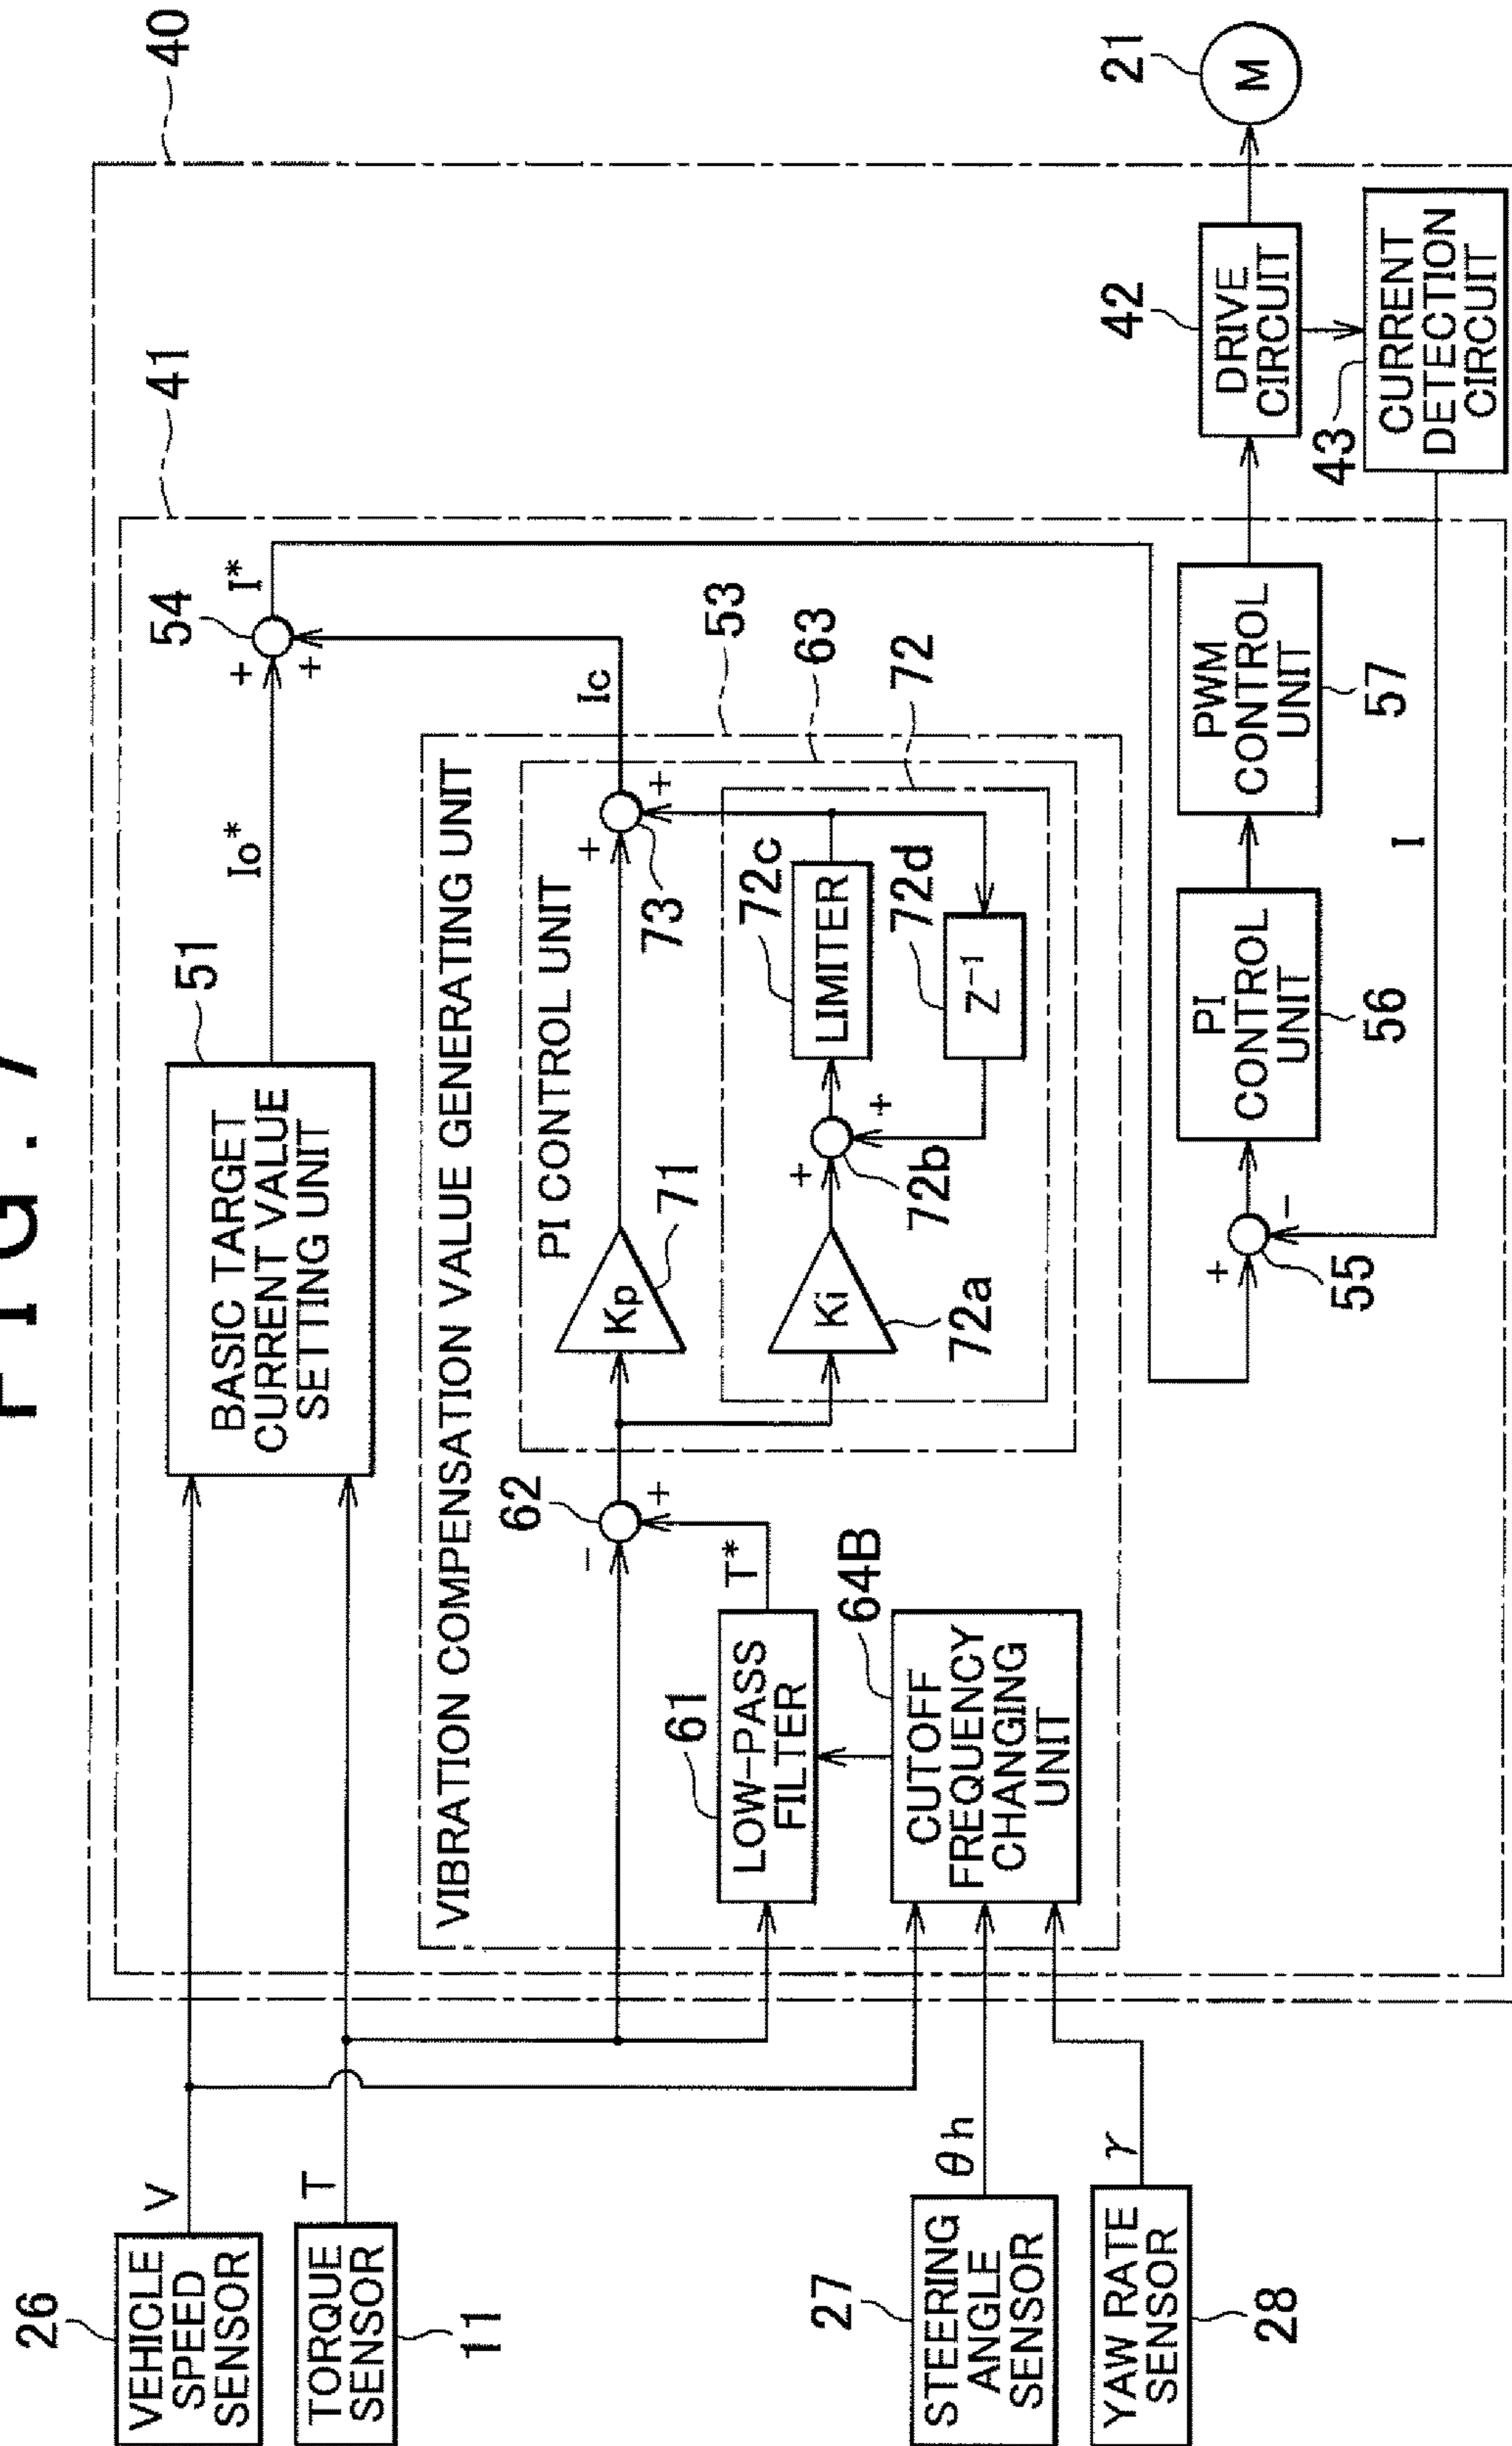 FIG. 7
40
41
54
I*
+
+
Io*
51
BASIC TARGET
CURRENT VALUE
SETTING UNIT
26
VEHICLE
SPEED
SENSOR
V
TORQUE
SENSOR
11
T
VIBRATION COMPENSATION VALUE GENERATING UNIT
53
63
72
Ic
PI CONTROL UNIT
62
−
+
Kp
71
+
+
73
Ki
72a
+
+
72b
72c
LIMITER
72d
Z⁻¹
61
LOW-PASS
FILTER
T*
64B
CUTOFF
FREQUENCY
CHANGING
UNIT
27
STEERING
ANGLE
SENSOR
θh
YAW RATE
SENSOR
28
γ
+
−
55
PI
CONTROL
UNIT
56
PWM
CONTROL
UNIT
57
I
42
DRIVE
CIRCUIT
43
CURRENT
DETECTION
CIRCUIT
21
M